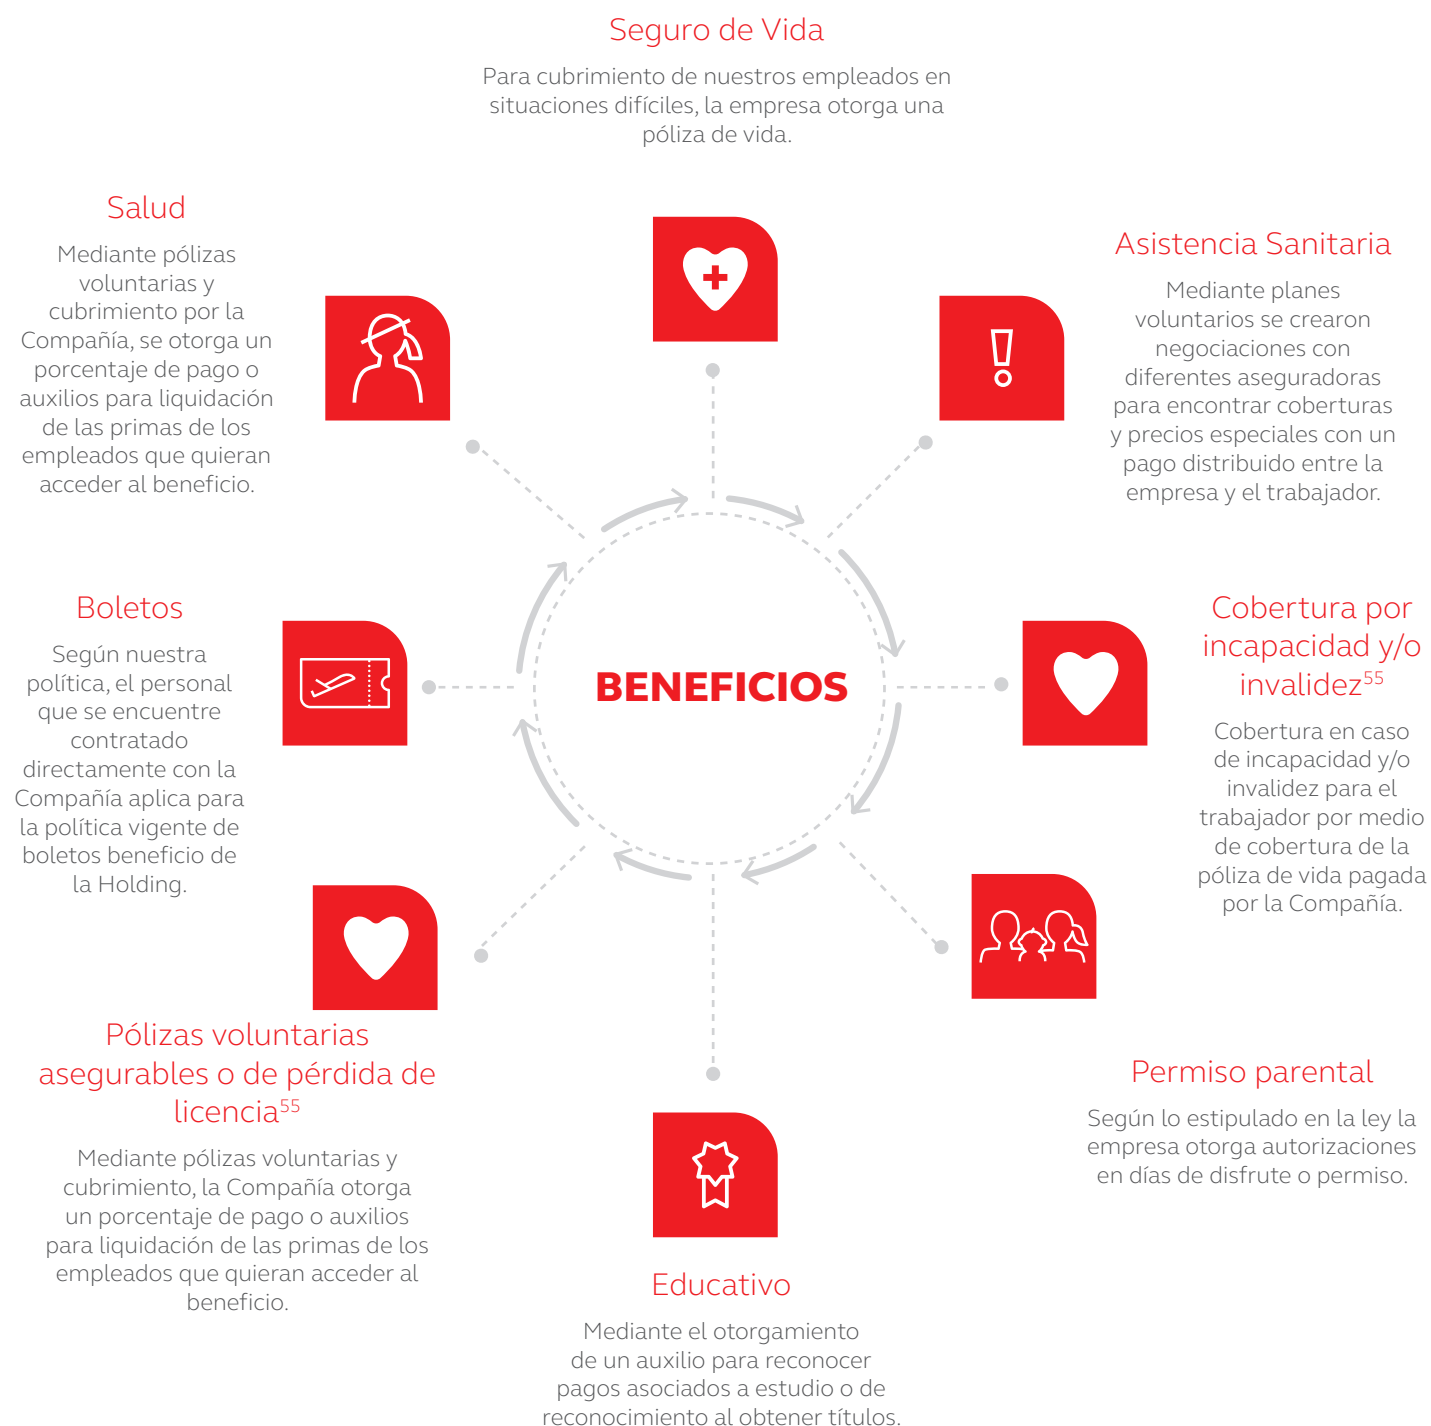 Seguro de Vida
Para cubrimiento de nuestros empleados en
situaciones difíciles, la empresa otorga una
póliza de vida.
Salud
Mediante pólizas
voluntarias y
cubrimiento por la
Compañía, se otorga un
porcentaje de pago o
auxilios para liquidación
de las primas de los
empleados que quieran
acceder al beneficio.
Asistencia Sanitaria
Mediante planes
voluntarios se crearon
negociaciones con
diferentes aseguradoras
para encontrar coberturas
y precios especiales con un
pago distribuido entre la
empresa y el trabajador.
Boletos
Según nuestra
política, el personal
que se encuentre
contratado
directamente con la
Compañía aplica para
la política vigente de
boletos beneficio de
la Holding.
BENEFICIOS
Cobertura por
incapacidad y/o
invalidez55
Cobertura en caso
de incapacidad y/o
invalidez para el
trabajador por medio
de cobertura de la
póliza de vida pagada
por la Compañía.
Pólizas voluntarias
asegurables o de pérdida de
licencia55
Mediante pólizas voluntarias y
cubrimiento, la Compañía otorga
un porcentaje de pago o auxilios
para liquidación de las primas de los
empleados que quieran acceder al
beneficio.
Permiso parental
Según lo estipulado en la ley la
empresa otorga autorizaciones
en días de disfrute o permiso.
Educativo
Mediante el otorgamiento
de un auxilio para reconocer
pagos asociados a estudio o de
reconocimiento al obtener títulos.